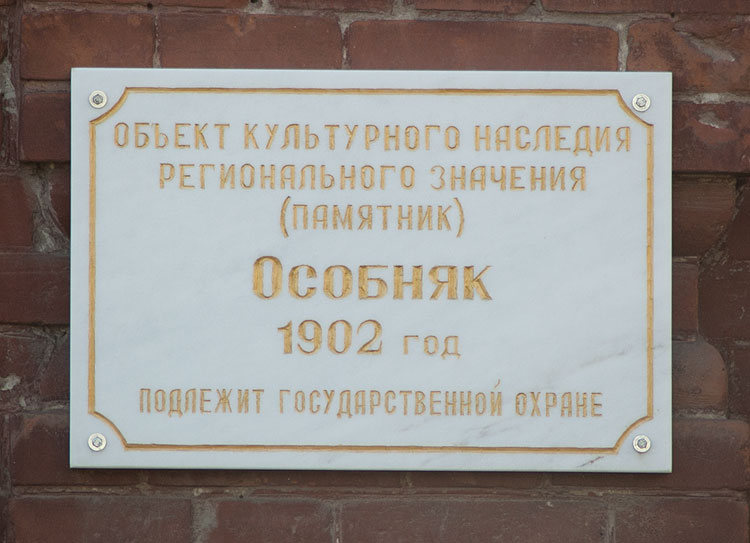 ОБЪЕКТ КУЛЬТУРНОГО НАСЛЕДИЯ
РЕГИОНАЛЬНОГО ЗНАЧЕНИЯ
(ПАМЯТНИК)
ОСОБНЯК
1902 ГОД
ПОДЛЕЖИТ ГОСУДАРСТВЕННОЙ ОХРАНЕ